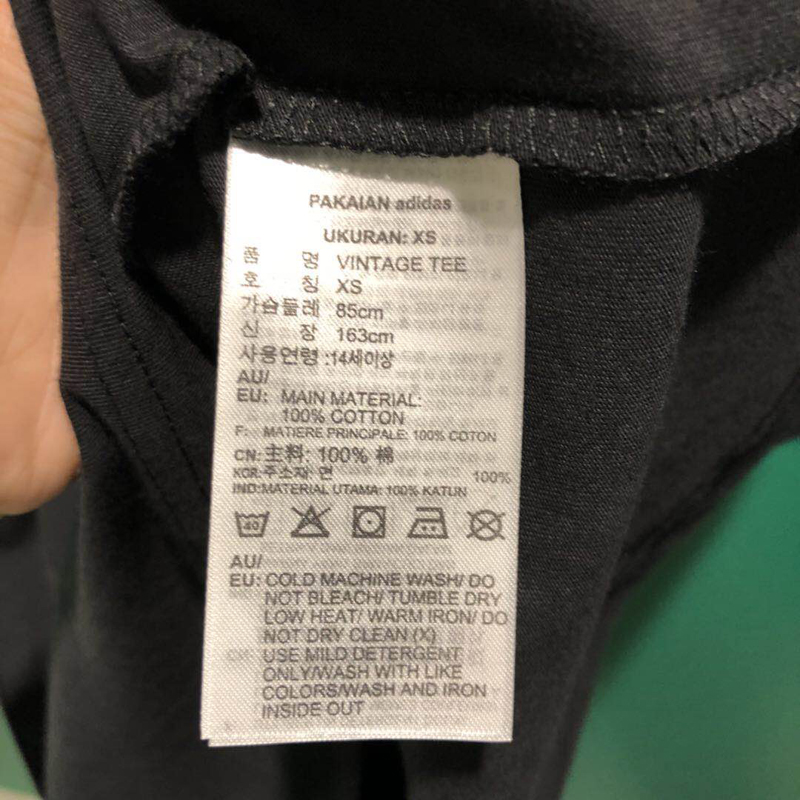 PAKAIAN adidas
UKURAN: XS
품 명 VINTAGE TEE
호 칭 XS
가슴둘레 85cm
신 장 163cm
사용연령 :14세이상
AU/
EU: MAIN MATERIAL:
100% COTTON
F: MATIERE PRINCIPALE: 100% COTON
CN: 主料: 100% 棉
KOR:주소재: 면 100%
IND:MATERIAL UTAMA: 100% KATUN
40
AU/
EU: COLD MACHINE WASH/ DO
NOT BLEACH/ TUMBLE DRY
LOW HEAT/ WARM IRON/ DO
NOT DRY CLEAN (X)
USE MILD DETERGENT
ONLY/WASH WITH LIKE
COLORS/WASH AND IRON
INSIDE OUT